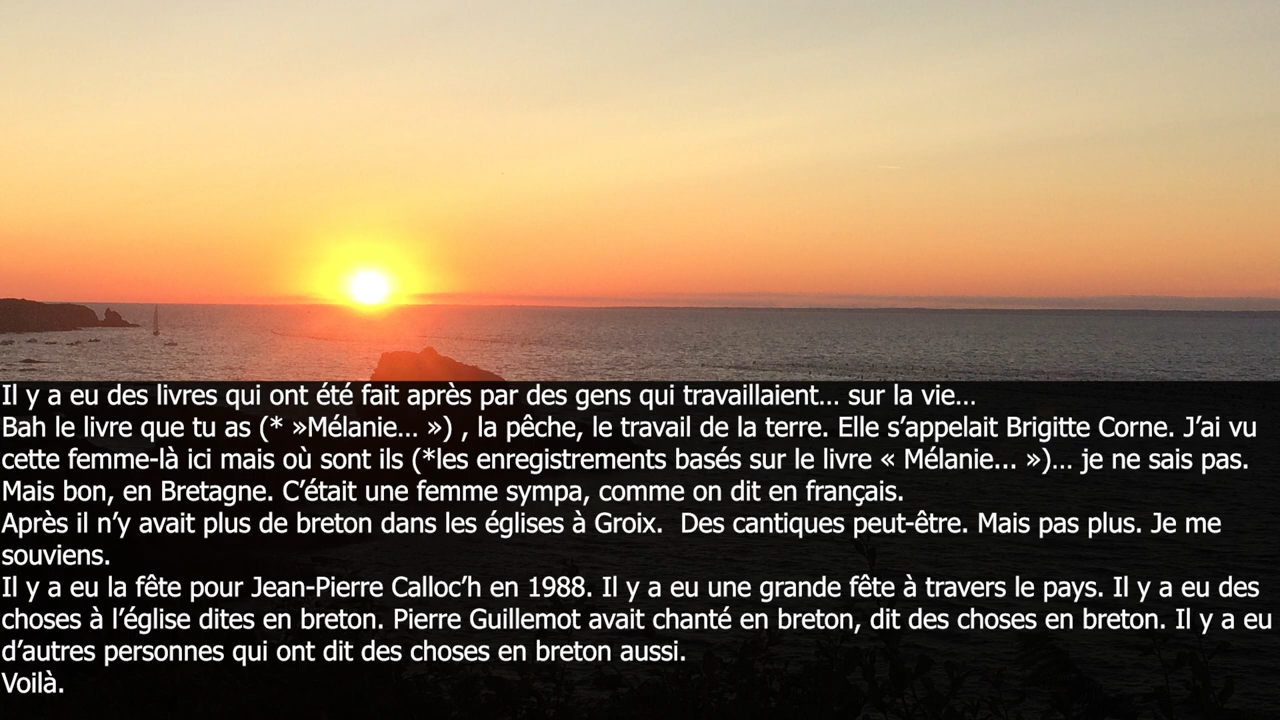 Il y a eu des livres qui ont été fait après par des gens qui travaillaient... sur la vie...
Bah le livre que tu as (* »Mélanie... ») , la pêche, le travail de la terre. Elle s’appelait Brigitte Corne. J’ai vu
cette femme-là ici mais où sont ils (*les enregistrements basés sur le livre « Mélanie... »)... je ne sais pas.
Mais bon, en Bretagne. C’était une femme sympa, comme on dit en français.
Après il n’y avait plus de breton dans les églises à Groix.  Des cantiques peut-être. Mais pas plus. Je me
souviens.
Il y a eu la fête pour Jean-Pierre Calloc’h en 1988. Il y a eu une grande fête à travers le pays. Il y a eu des
choses à l’église dites en breton. Pierre Guillemot avait chanté en breton, dit des choses en breton. Il y a eu
d’autres personnes qui ont dit des choses en breton aussi.
Voilà.